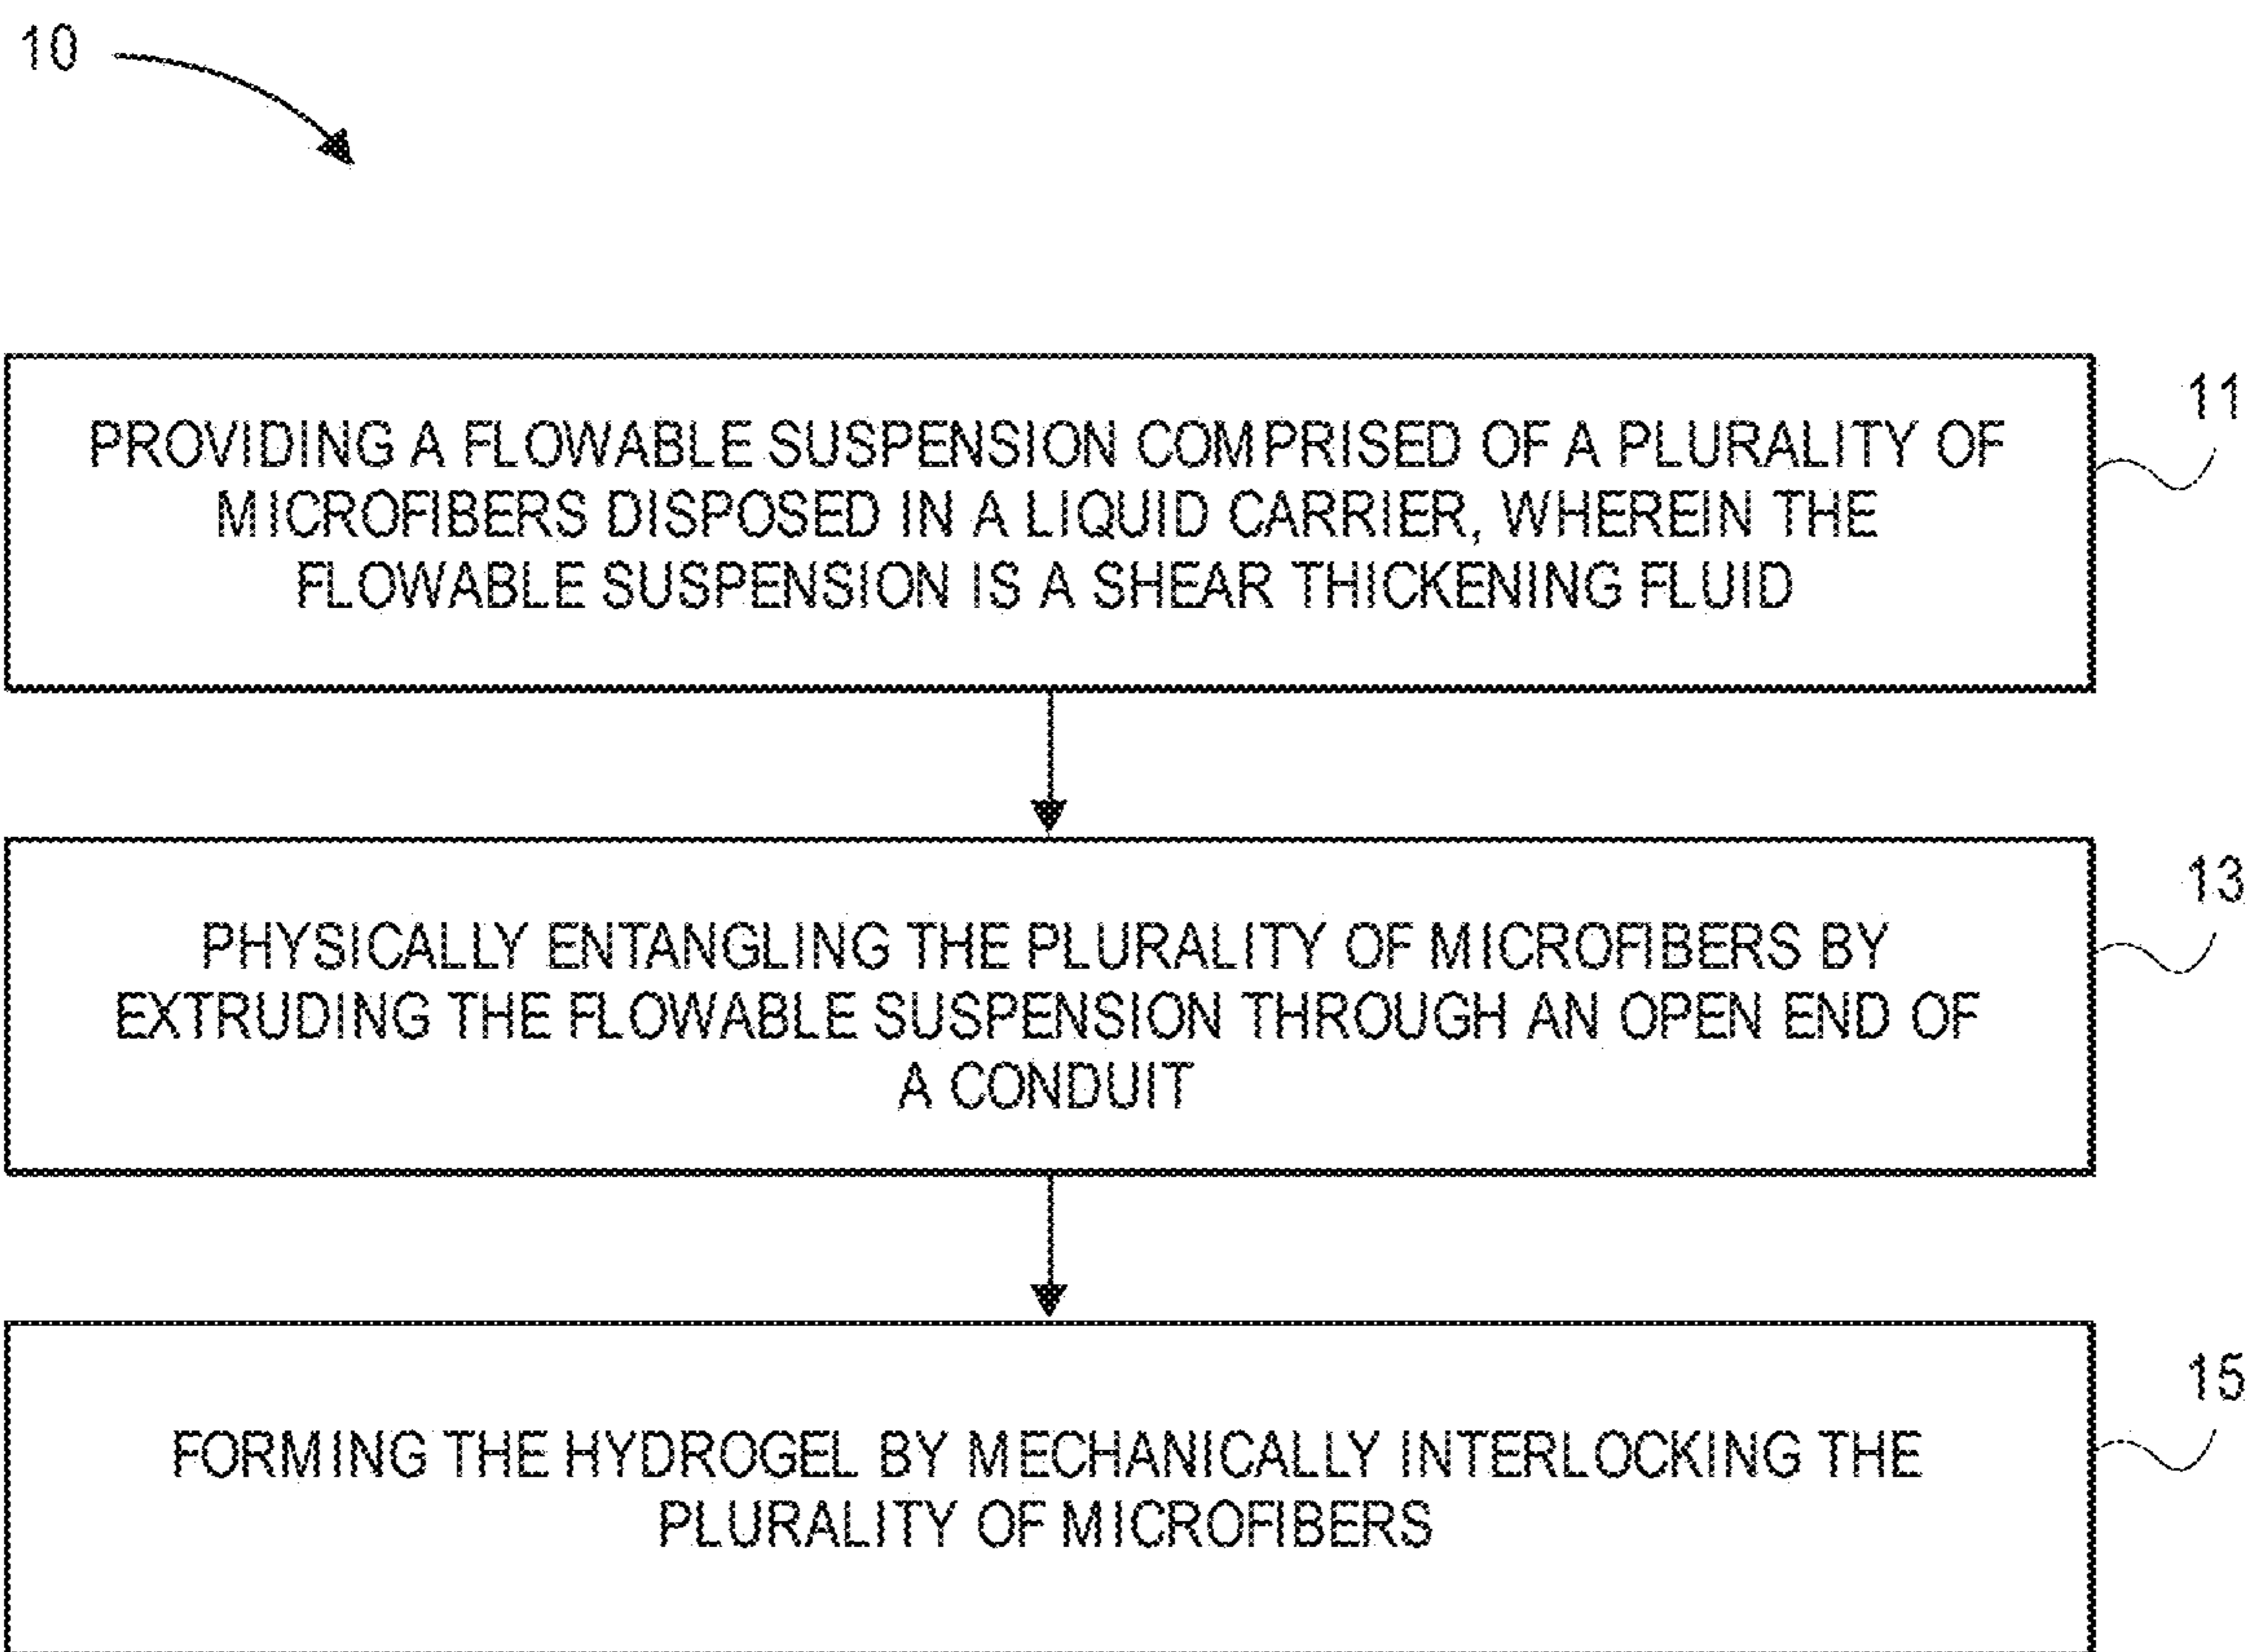 10
11
PROVIDING A FLOWABLE SUSPENSION COMPRISED OF A PLURALITY OF
MICROFIBERS DISPOSED IN A LIQUID CARRIER, WHEREIN THE
FLOWABLE SUSPENSION IS A SHEAR THICKENING FLUID
13
PHYSICALLY ENTANGLING THE PLURALITY OF MICROFIBERS BY
EXTRUDING THE FLOWABLE SUSPENSION THROUGH AN OPEN END OF
A CONDUIT
15
FORMING THE HYDROGEL BY MECHANICALLY INTERLOCKING THE
PLURALITY OF MICROFIBERS